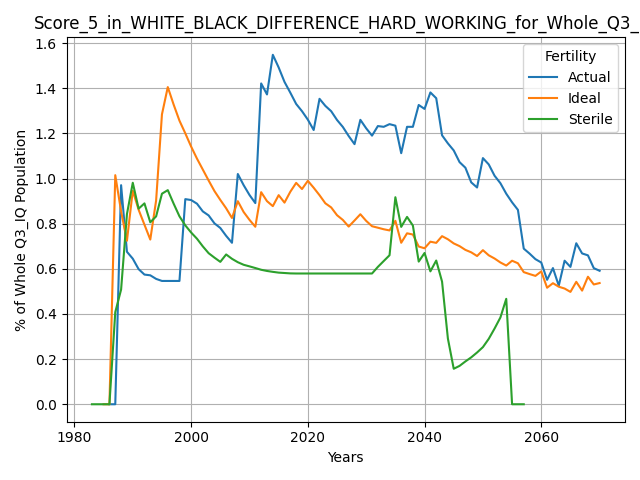 Score_5_in_WHITE_BLACK_DIFFERENCE_HARD_WORKING_for_Whole_Q3_
% of Whole Q3_IQ Population
1.6
1.4
1.2
1.0
0.8
0.6
0.4
0.2
0.0
Fertility
Actual
Ideal
Sterile
1980
2000
2020
2040
2060
Years